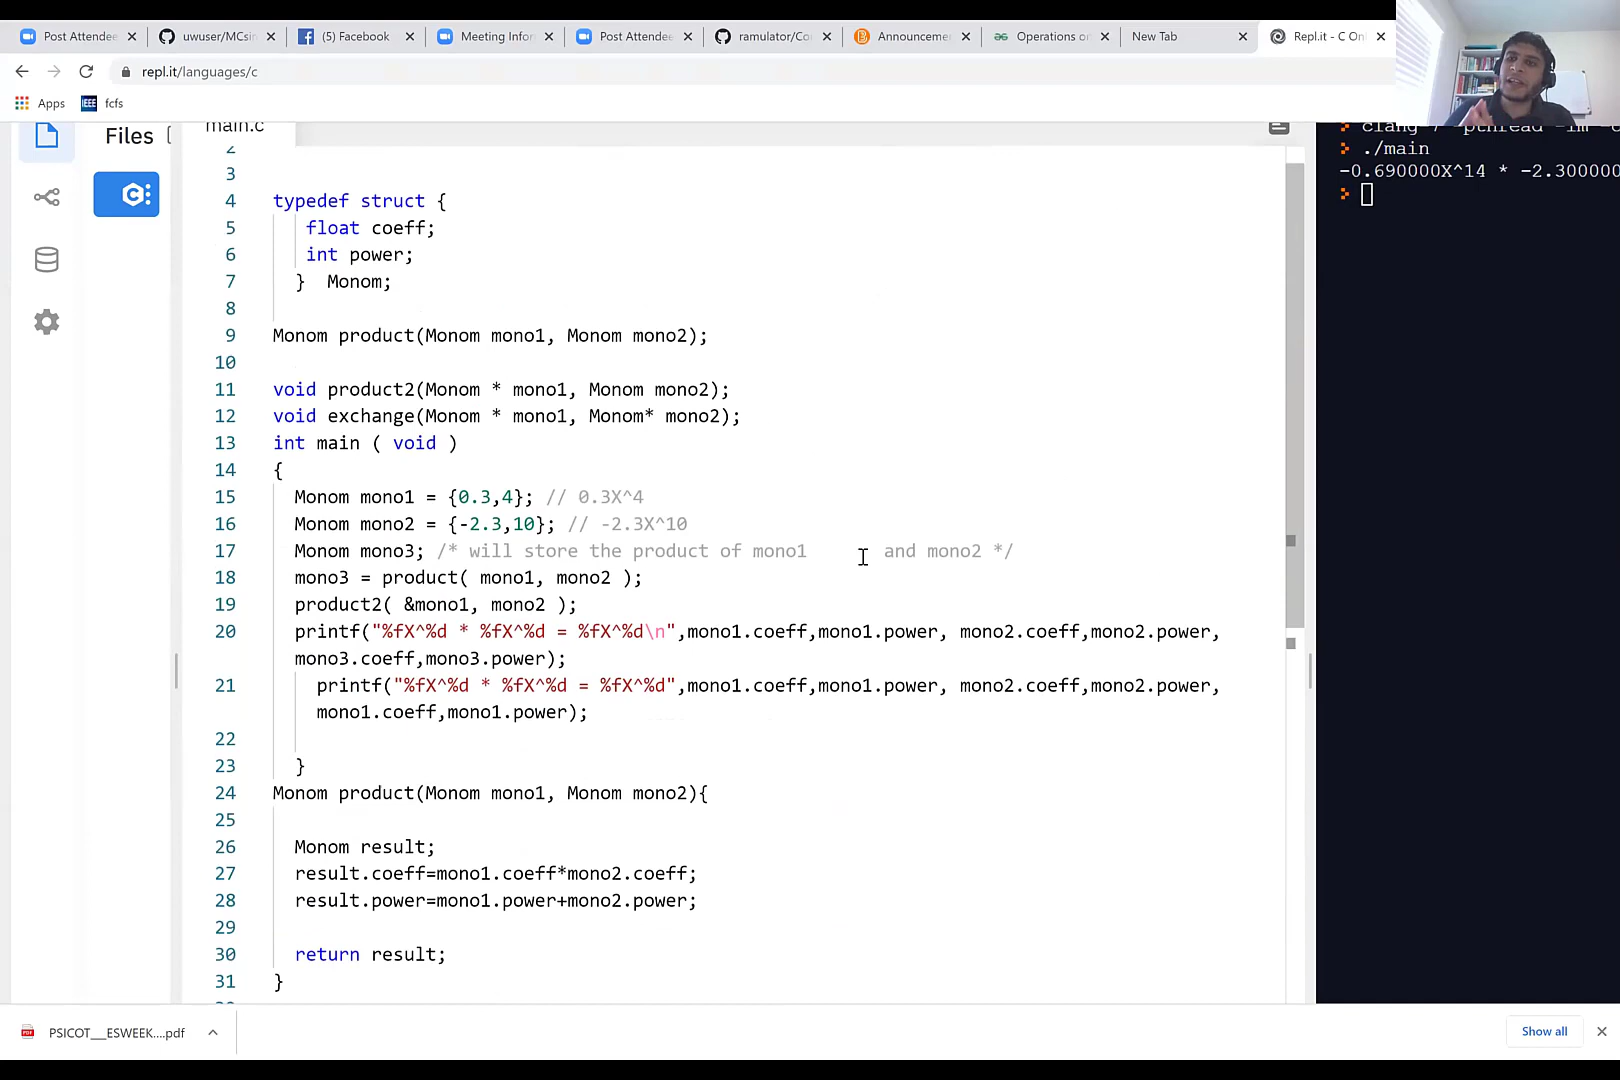 Post Attendee
uwuser/MCsin
(5) Facebook
Meeting Infor
Post Attendee
ramulator/Co
Announceme
Operations on
New Tab
Repl.it - C On
repl.it/languages/c
Apps
IEEE fcfs
Files
main.c
2
3
4 typedef struct {
5 float coeff;
6 int power;
7 } Monom;
8
9 Monom product(Monom mono1, Monom mono2);
10
11 void product2(Monom * mono1, Monom mono2);
12 void exchange(Monom * mono1, Monom* mono2);
13 int main ( void )
14 {
15 Monom mono1 = {0.3,4}; // 0.3X^4
16 Monom mono2 = {-2.3,10}; // -2.3X^10
17 Monom mono3; /* will store the product of mono1 and mono2 */
18 mono3 = product( mono1, mono2 );
19 product2( &mono1, mono2 );
20 printf("%fX^%d * %fX^%d = %fX^%d\n",mono1.coeff,mono1.power, mono2.coeff,mono2.power,
mono3.coeff,mono3.power);
21 printf("%fX^%d * %fX^%d = %fX^%d",mono1.coeff,mono1.power, mono2.coeff,mono2.power,
mono1.coeff,mono1.power);
22
23 }
24 Monom product(Monom mono1, Monom mono2){
25
26 Monom result;
27 result.coeff=mono1.coeff*mono2.coeff;
28 result.power=mono1.power+mono2.power;
29
30 return result;
31 }
./main
-0.690000X^14 * -2.300000
PSICOT__ESWEEK....pdf
Show all